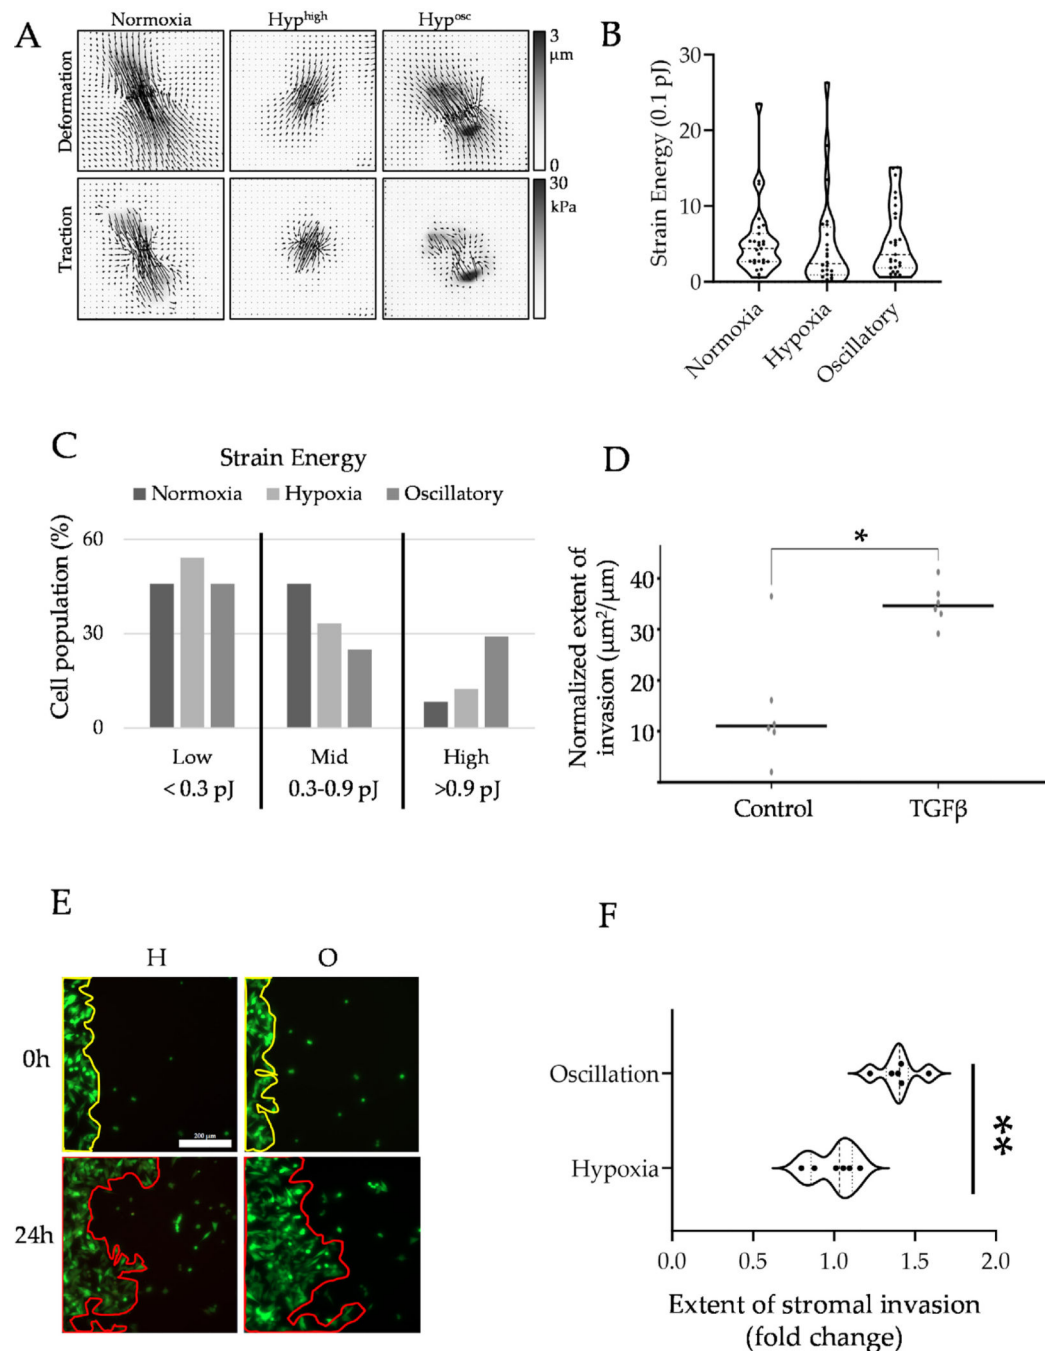 A
Normoxia
Hyp^high
Hyp^osc
Deformation
3
µm
0
Traction
30
kPa
B
Strain Energy (0.1 pJ)
30
20
10
0
Normoxia
Hypoxia
Oscillatory
C
Strain Energy
Normoxia Hypoxia Oscillatory
Cell population (%)
60
30
0
Low Mid High
< 0.3 pJ 0.3-0.9 pJ >0.9 pJ
D
*
Normalized extent of
invasion (µm²/µm)
40
30
20
10
Control TGFβ
E
H O
0h
200 µm
24h
F
Oscillation
Hypoxia
**
0.0 0.5 1.0 1.5 2.0
Extent of stromal invasion
(fold change)